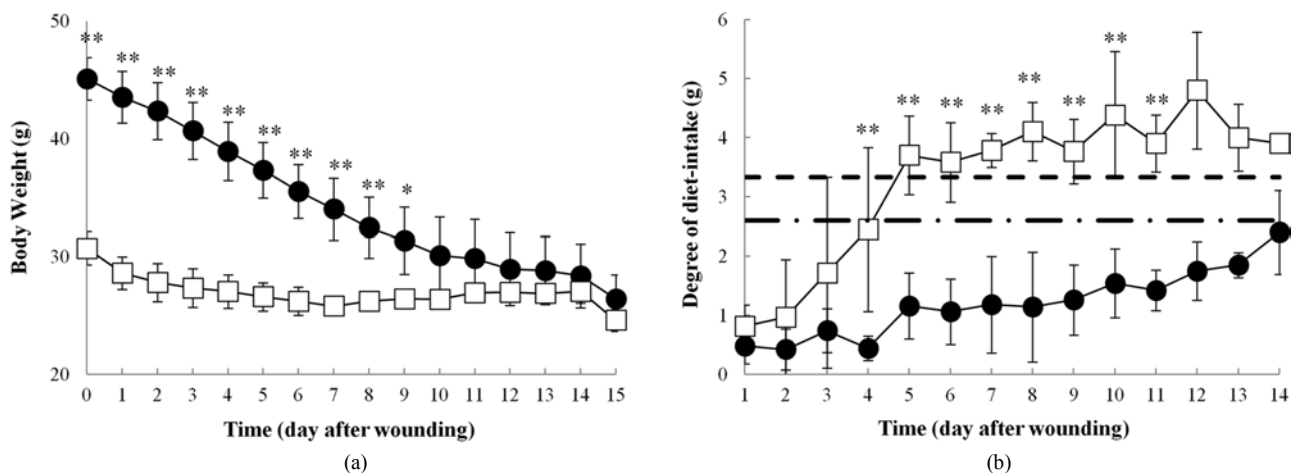 50
40
30
20
Body Weight (g)
** ** ** ** ** ** ** ** ** *
0 1 2 3 4 5 6 7 8 9 10 11 12 13 14 15
Time (day after wounding)
(a)
6
5
4
3
2
1
0
Degree of diet-intake (g)
** ** ** ** ** ** ** **
1 2 3 4 5 6 7 8 9 10 11 12 13 14
Time (day after wounding)
(b)